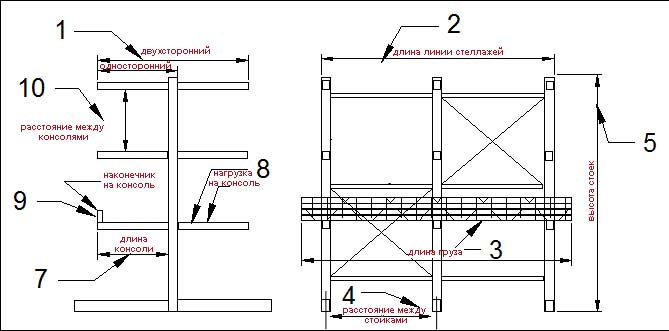 1
двухсторонний
односторонний
10
расстояние между
консолями
наконечник
на консоль
9
нагрузка
на консоль
8
длина
консоли
7
2
длина линии стеллажей
5
высота стоек
длина груза
3
4
расстояние между
стойками